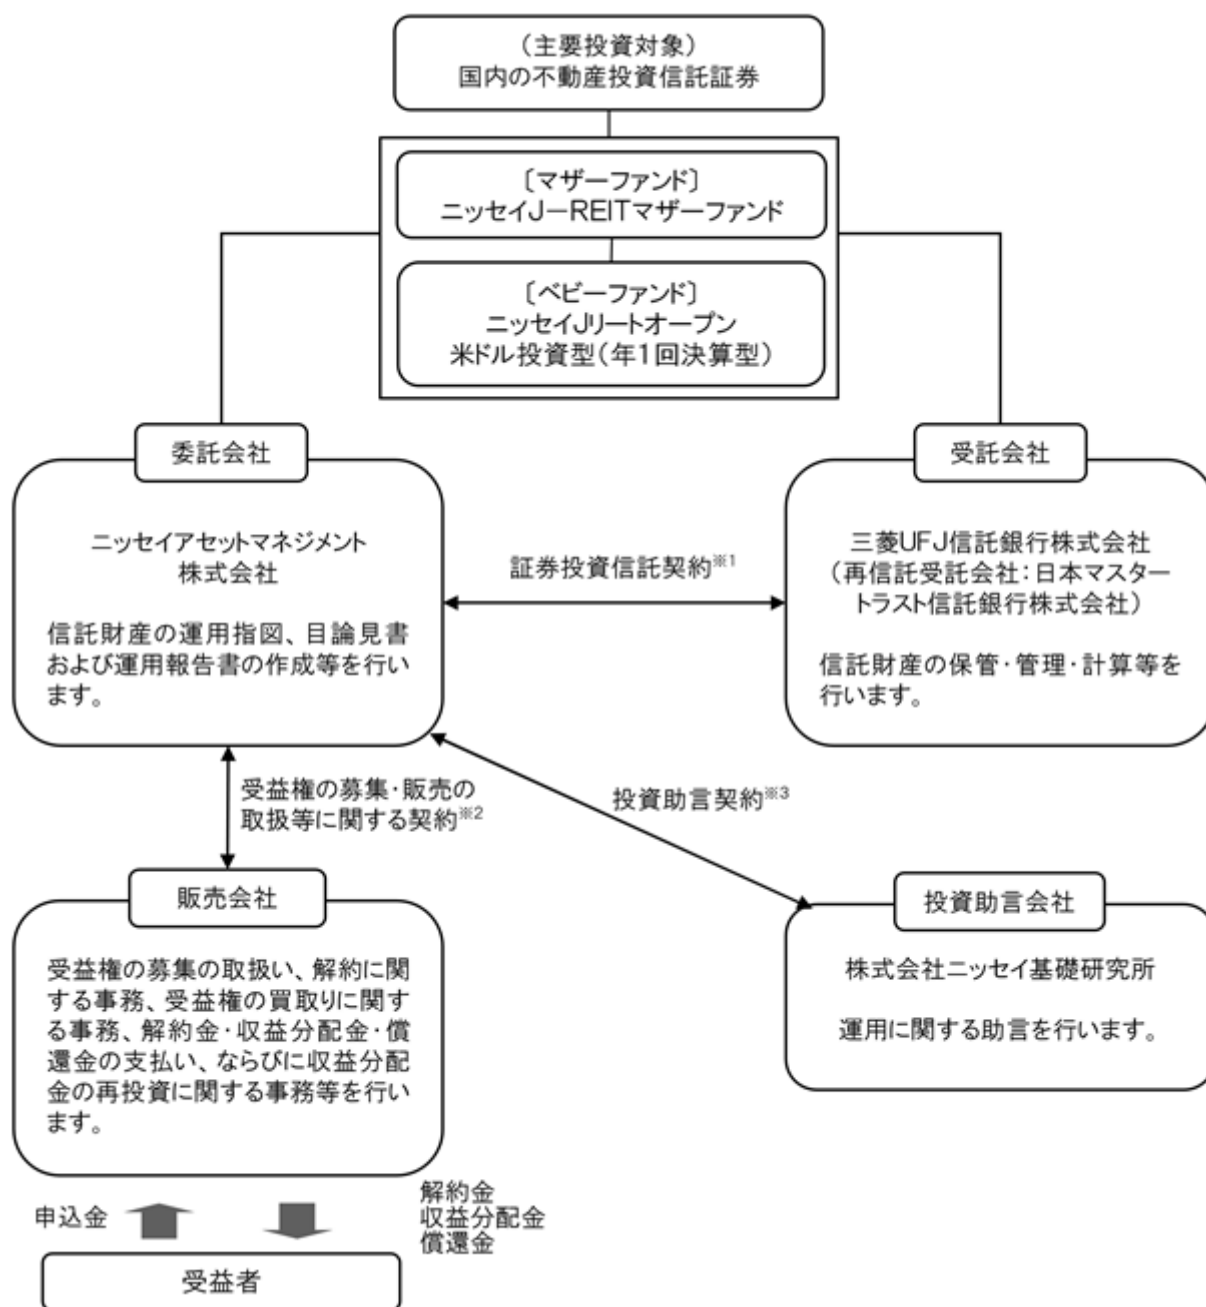 （主要投資対象）
国内の不動産投資信託証券
〔マザーファンド〕
ニッセイJ－REITマザーファンド
〔ベビーファンド〕
ニッセイJリートオープン
米ドル投資型（年1回決算型）
委託会社
ニッセイアセットマネジメント
株式会社
信託財産の運用指図、目論見書
および運用報告書の作成等を行い
ます。
証券投資信託契約※1
受託会社
三菱UFJ信託銀行株式会社
（再信託受託会社：日本マスター
トラスト信託銀行株式会社）
信託財産の保管・管理・計算等を
行います。
受益権の募集・販売の
取扱等に関する契約※2
投資助言契約※3
販売会社
受益権の募集の取扱い、解約に関
する事務、受益権の買取りに関す
る事務、解約金・収益分配金・償
還金の支払い、ならびに収益分配
金の再投資に関する事務等を行い
ます。
投資助言会社
株式会社ニッセイ基礎研究所
運用に関する助言を行います。
申込金
解約金
収益分配金
償還金
受益者